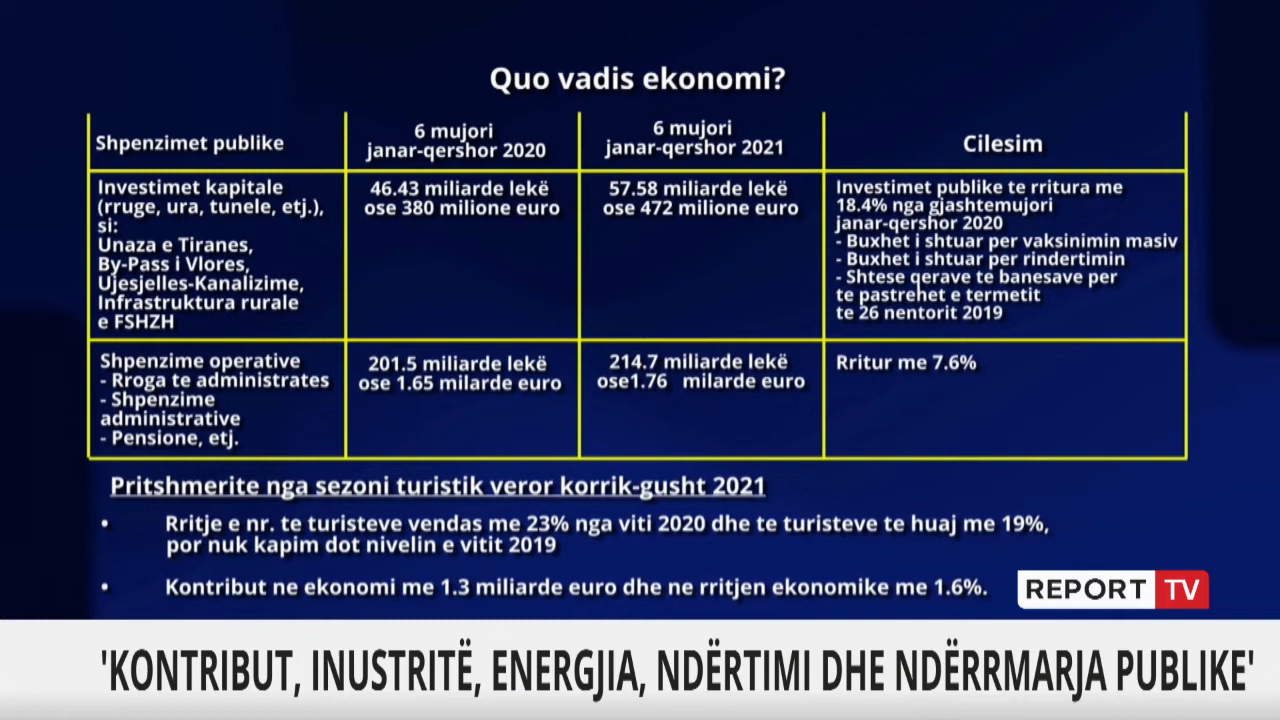 Quo vadis ekonomi?
Shpenzimet publike
6 mujori
janar-qershor 2020
6 mujori
janar-qershor 2021
Cilesim
Investimet kapitale
(rruge, ura, tunele, etj.),
si:
Unaza e Tiranes,
By-Pass i Vlores,
Ujesjelles-Kanalizime,
Infrastruktura rurale
e FSHZH
46.43 miliarde lekë
ose 380 milione euro
57.58 miliarde lekë
ose 472 milione euro
Investimet publike te rritura me
18.4% nga gjashtemujori
janar-qershor 2020
- Buxhet i shtuar per vaksinimin masiv
- Buxhet i shtuar per rindertimin
- Shtese qerave te banesave per
te pastrehet e termetit
te 26 nentorit 2019
Shpenzime operative
- Rroga te administrates
- Shpenzime
administrative
- Pensione, etj.
201.5 miliarde lekë
ose 1.65 milarde euro
214.7 miliarde lekë
ose1.76 milarde euro
Rritur me 7.6%
Pritshmerite nga sezoni turistik veror korrik-gusht 2021
• Rritje e nr. te turisteve vendas me 23% nga viti 2020 dhe te turisteve te huaj me 19%,
por nuk kapim dot nivelin e vitit 2019
• Kontribut ne ekonomi me 1.3 miliarde euro dhe ne rritjen ekonomike me 1.6%.
REPORT TV
'KONTRIBUT, INUSTRITË, ENERGJIA, NDËRTIMI DHE NDËRRMARJA PUBLIKE'